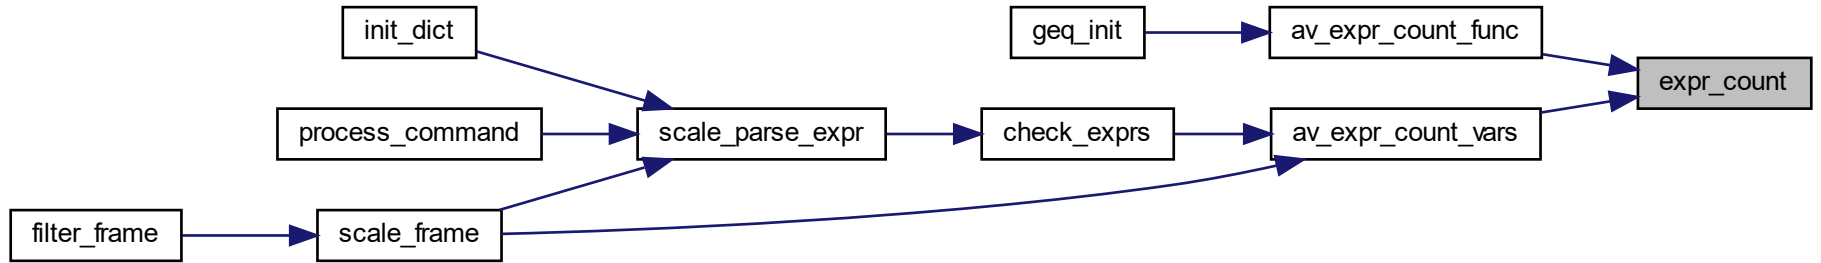 init_dict
geq_init
av_expr_count_func
expr_count
process_command
scale_parse_expr
check_exprs
av_expr_count_vars
filter_frame
scale_frame